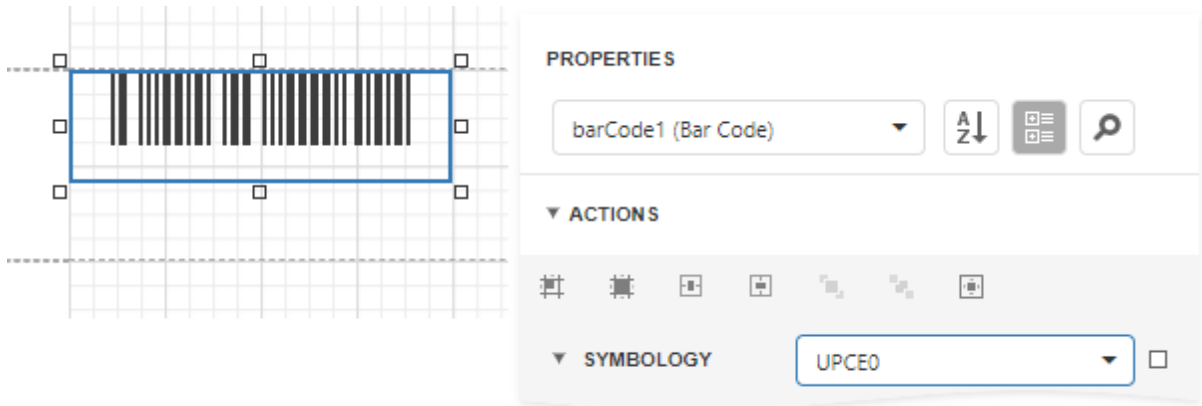 PROPERTIES
barCode1 (Bar Code)
A
Z
ACTIONS
SYMBOLOGY
UPCE0